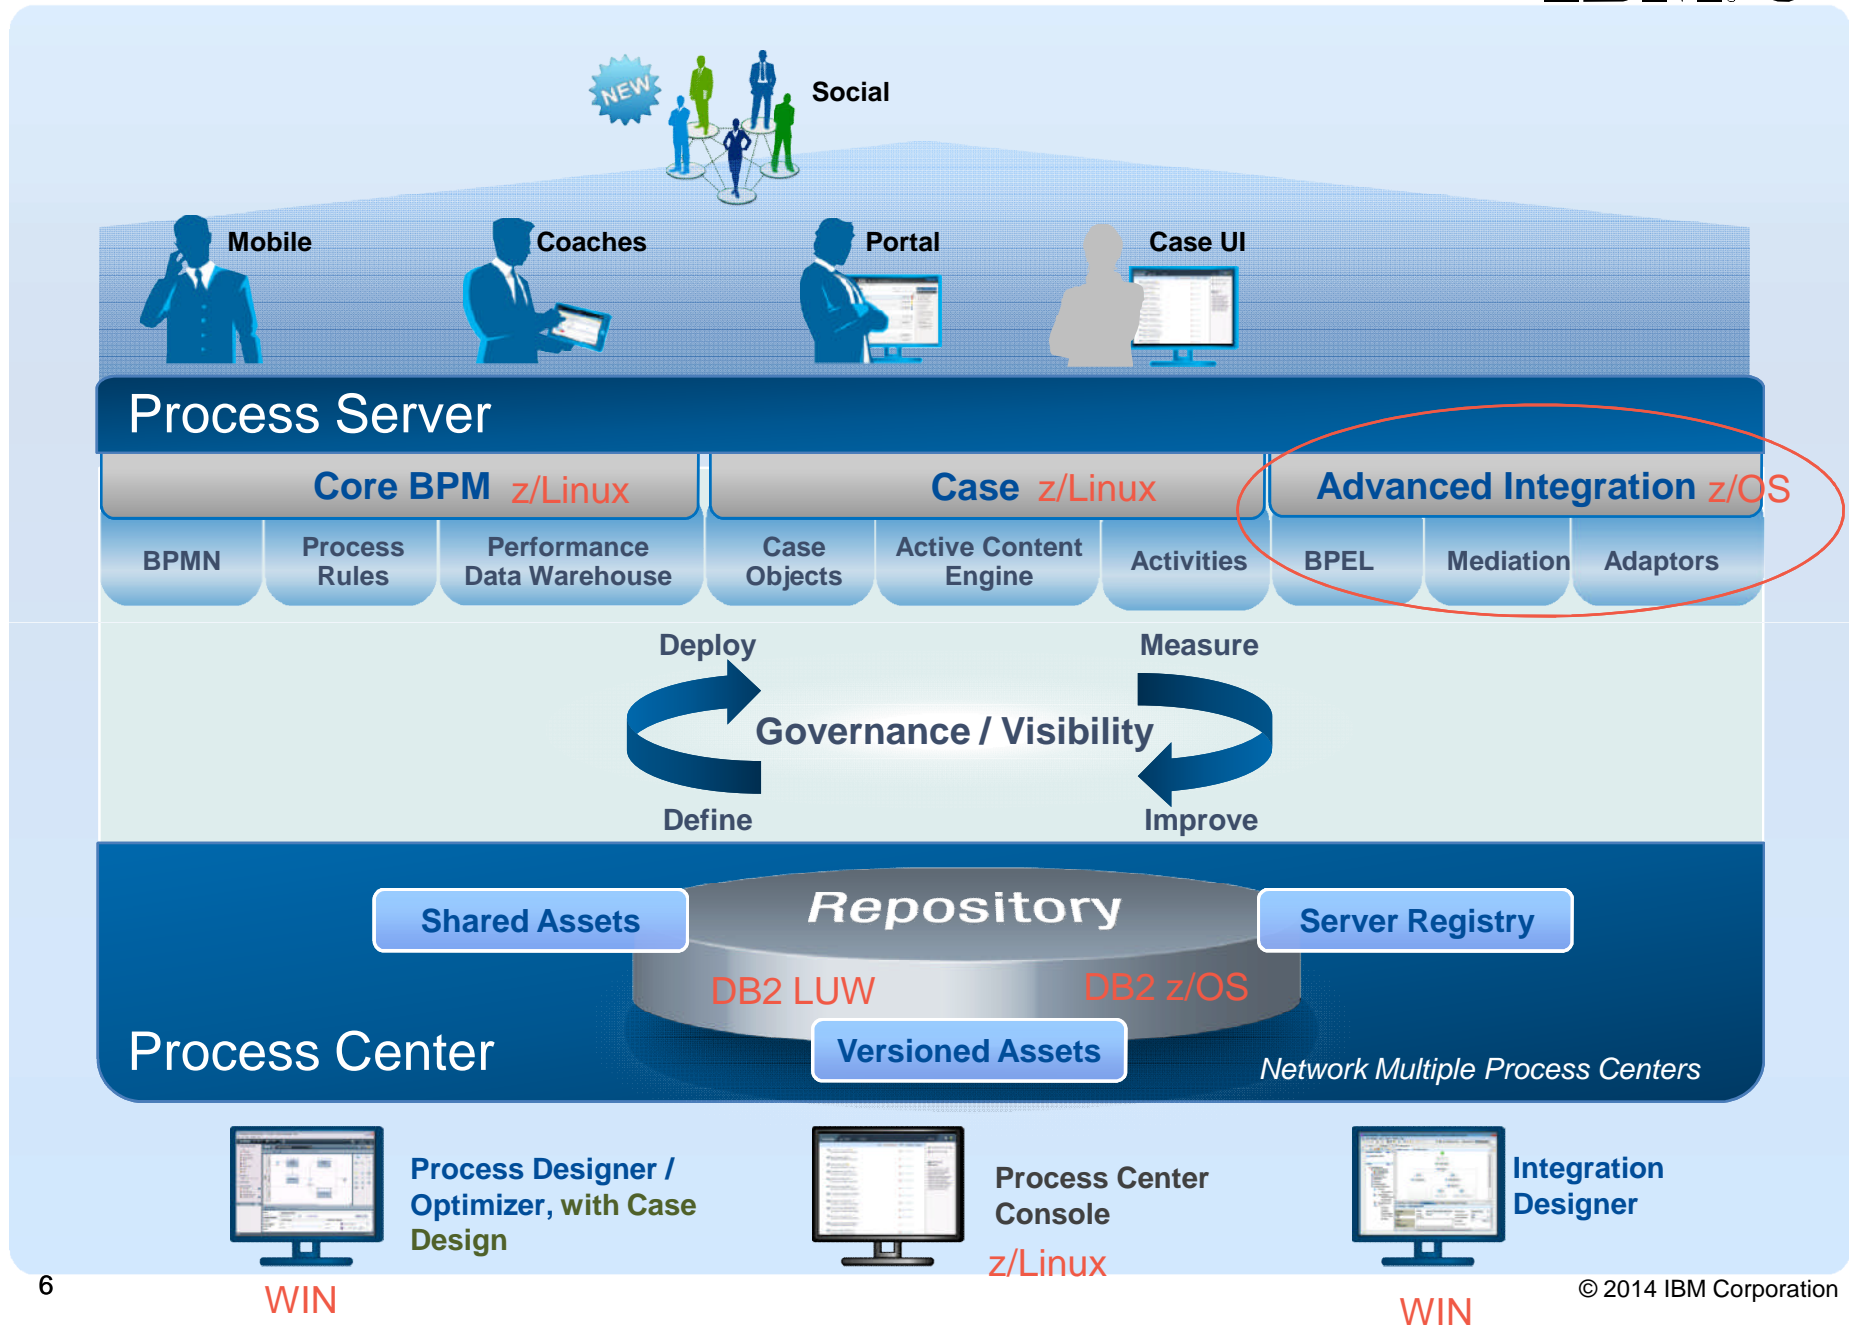 NEW
Social
Mobile
Coaches
Portal
Case UI
Process Server
Core BPM z/Linux
Case z/Linux
Advanced Integration z/OS
BPMN
Process
Rules
Performance
Data Warehouse
Case
Objects
Active Content
Engine
Activities
BPEL
Mediation
Adaptors
Deploy
Measure
Governance / Visibility
Define
Improve
Repository
Shared Assets
Server Registry
DB2 LUW
DB2 z/OS
Versioned Assets
Process Center
Network Multiple Process Centers
Process Designer /
Optimizer, with Case
Design
WIN
Process Center
Console
z/Linux
Integration
Designer
WIN
6
© 2014 IBM Corporation